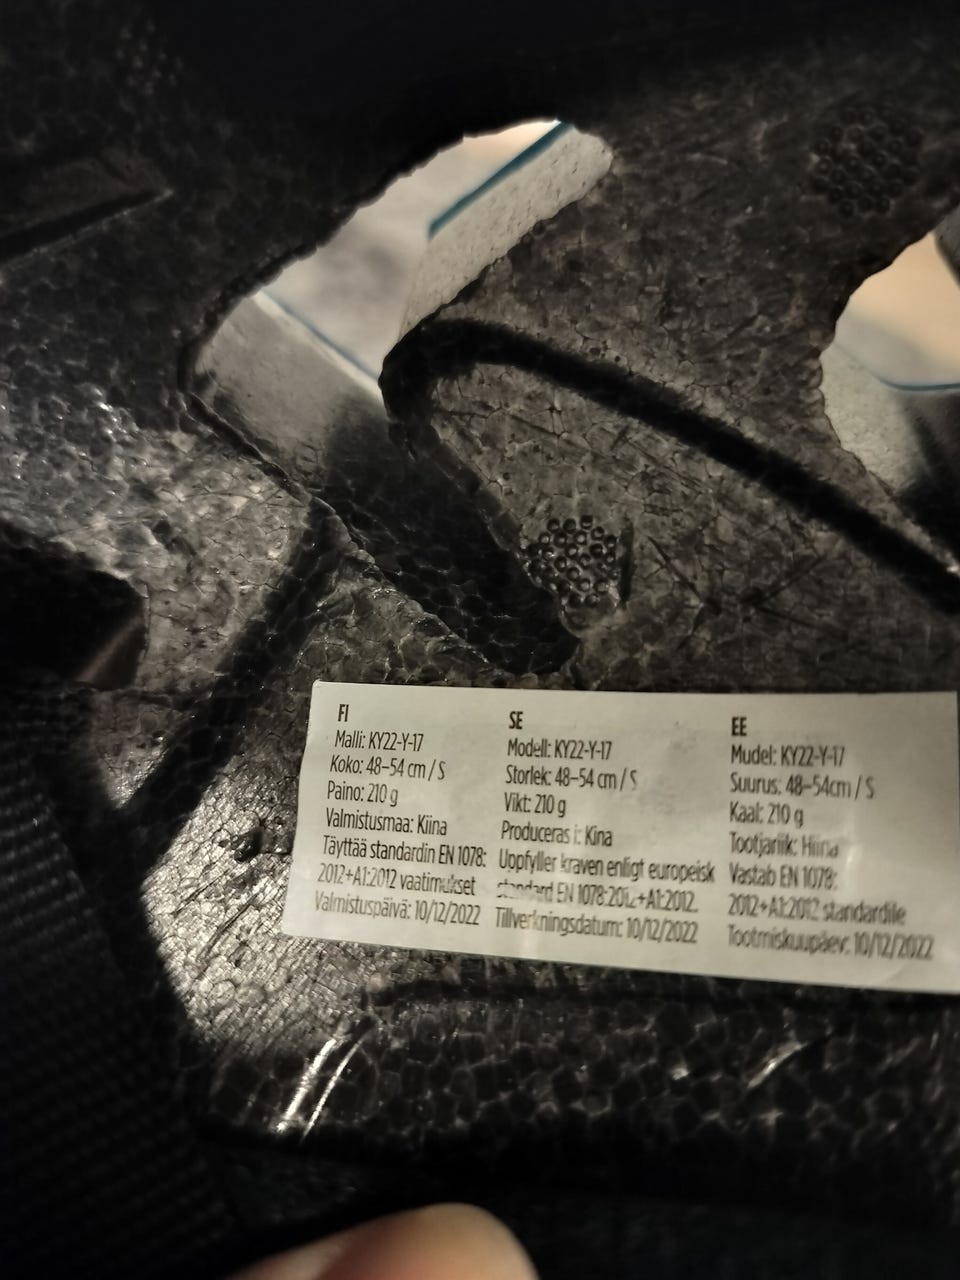 FI
Malli: KY22-Y-17
Koko: 48–54 cm / S
Paino: 210 g
Valmistusmaa: Kiina
Täyttää standardin EN 1078:
2012+A1:2012 vaatimukset
Valmistuspäivä: 10/12/2022
SE
Modell: KY22-Y-17
Storlek: 48–54 cm / S
Vikt: 210 g
Produceras i: Kina
Uppfyller kraven enligt europeisk
standard EN 1078:2012+A1:2012.
Tillverkningsdatum: 10/12/2022
EE
Mudel: KY22-Y-17
Suurus: 48–54cm / S
Kaal: 210 g
Tootjariik: Hiina
Vastab EN 1078:
2012+A1:2012 standardile
Tootmiskuupäev: 10/12/2022